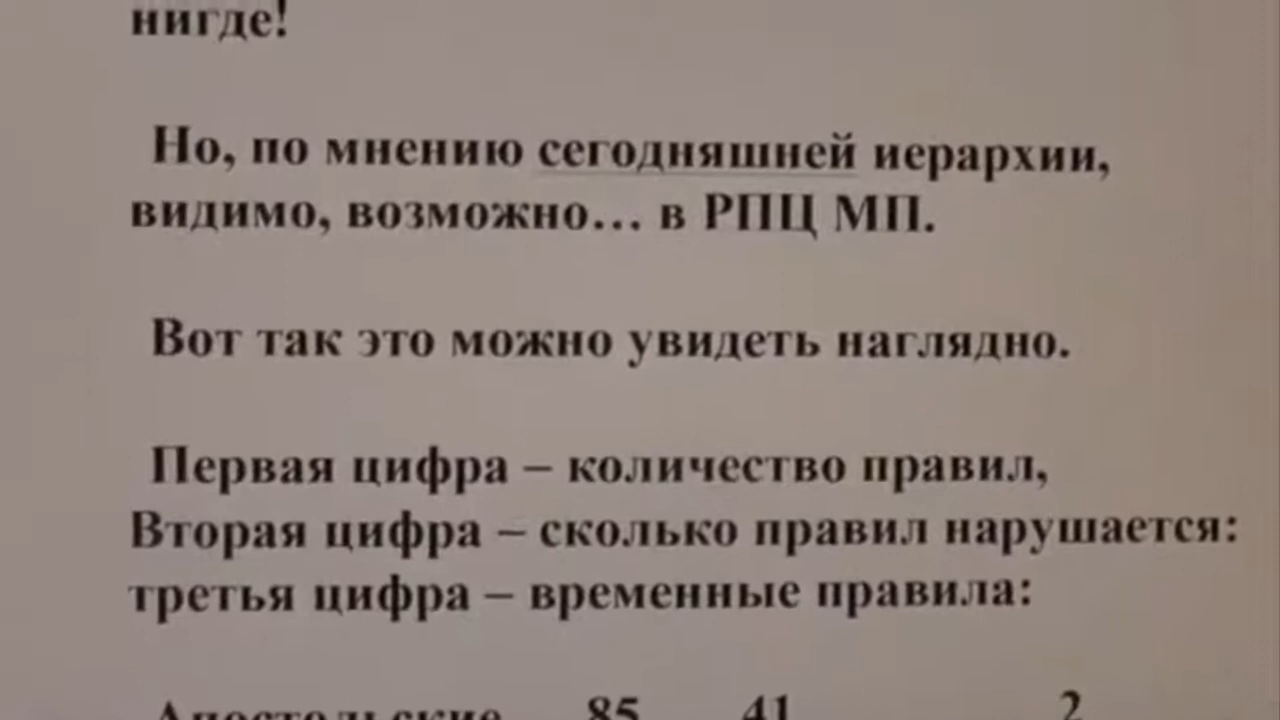 нигде!
Но, по мнению сегодняшней иерархии,
видимо, возможно... в РПЦ МП.
Вот так это можно увидеть наглядно.
Первая цифра – количество правил,
Вторая цифра – сколько правил нарушается:
третья цифра – временные правила:
Апостольские 85 41 2